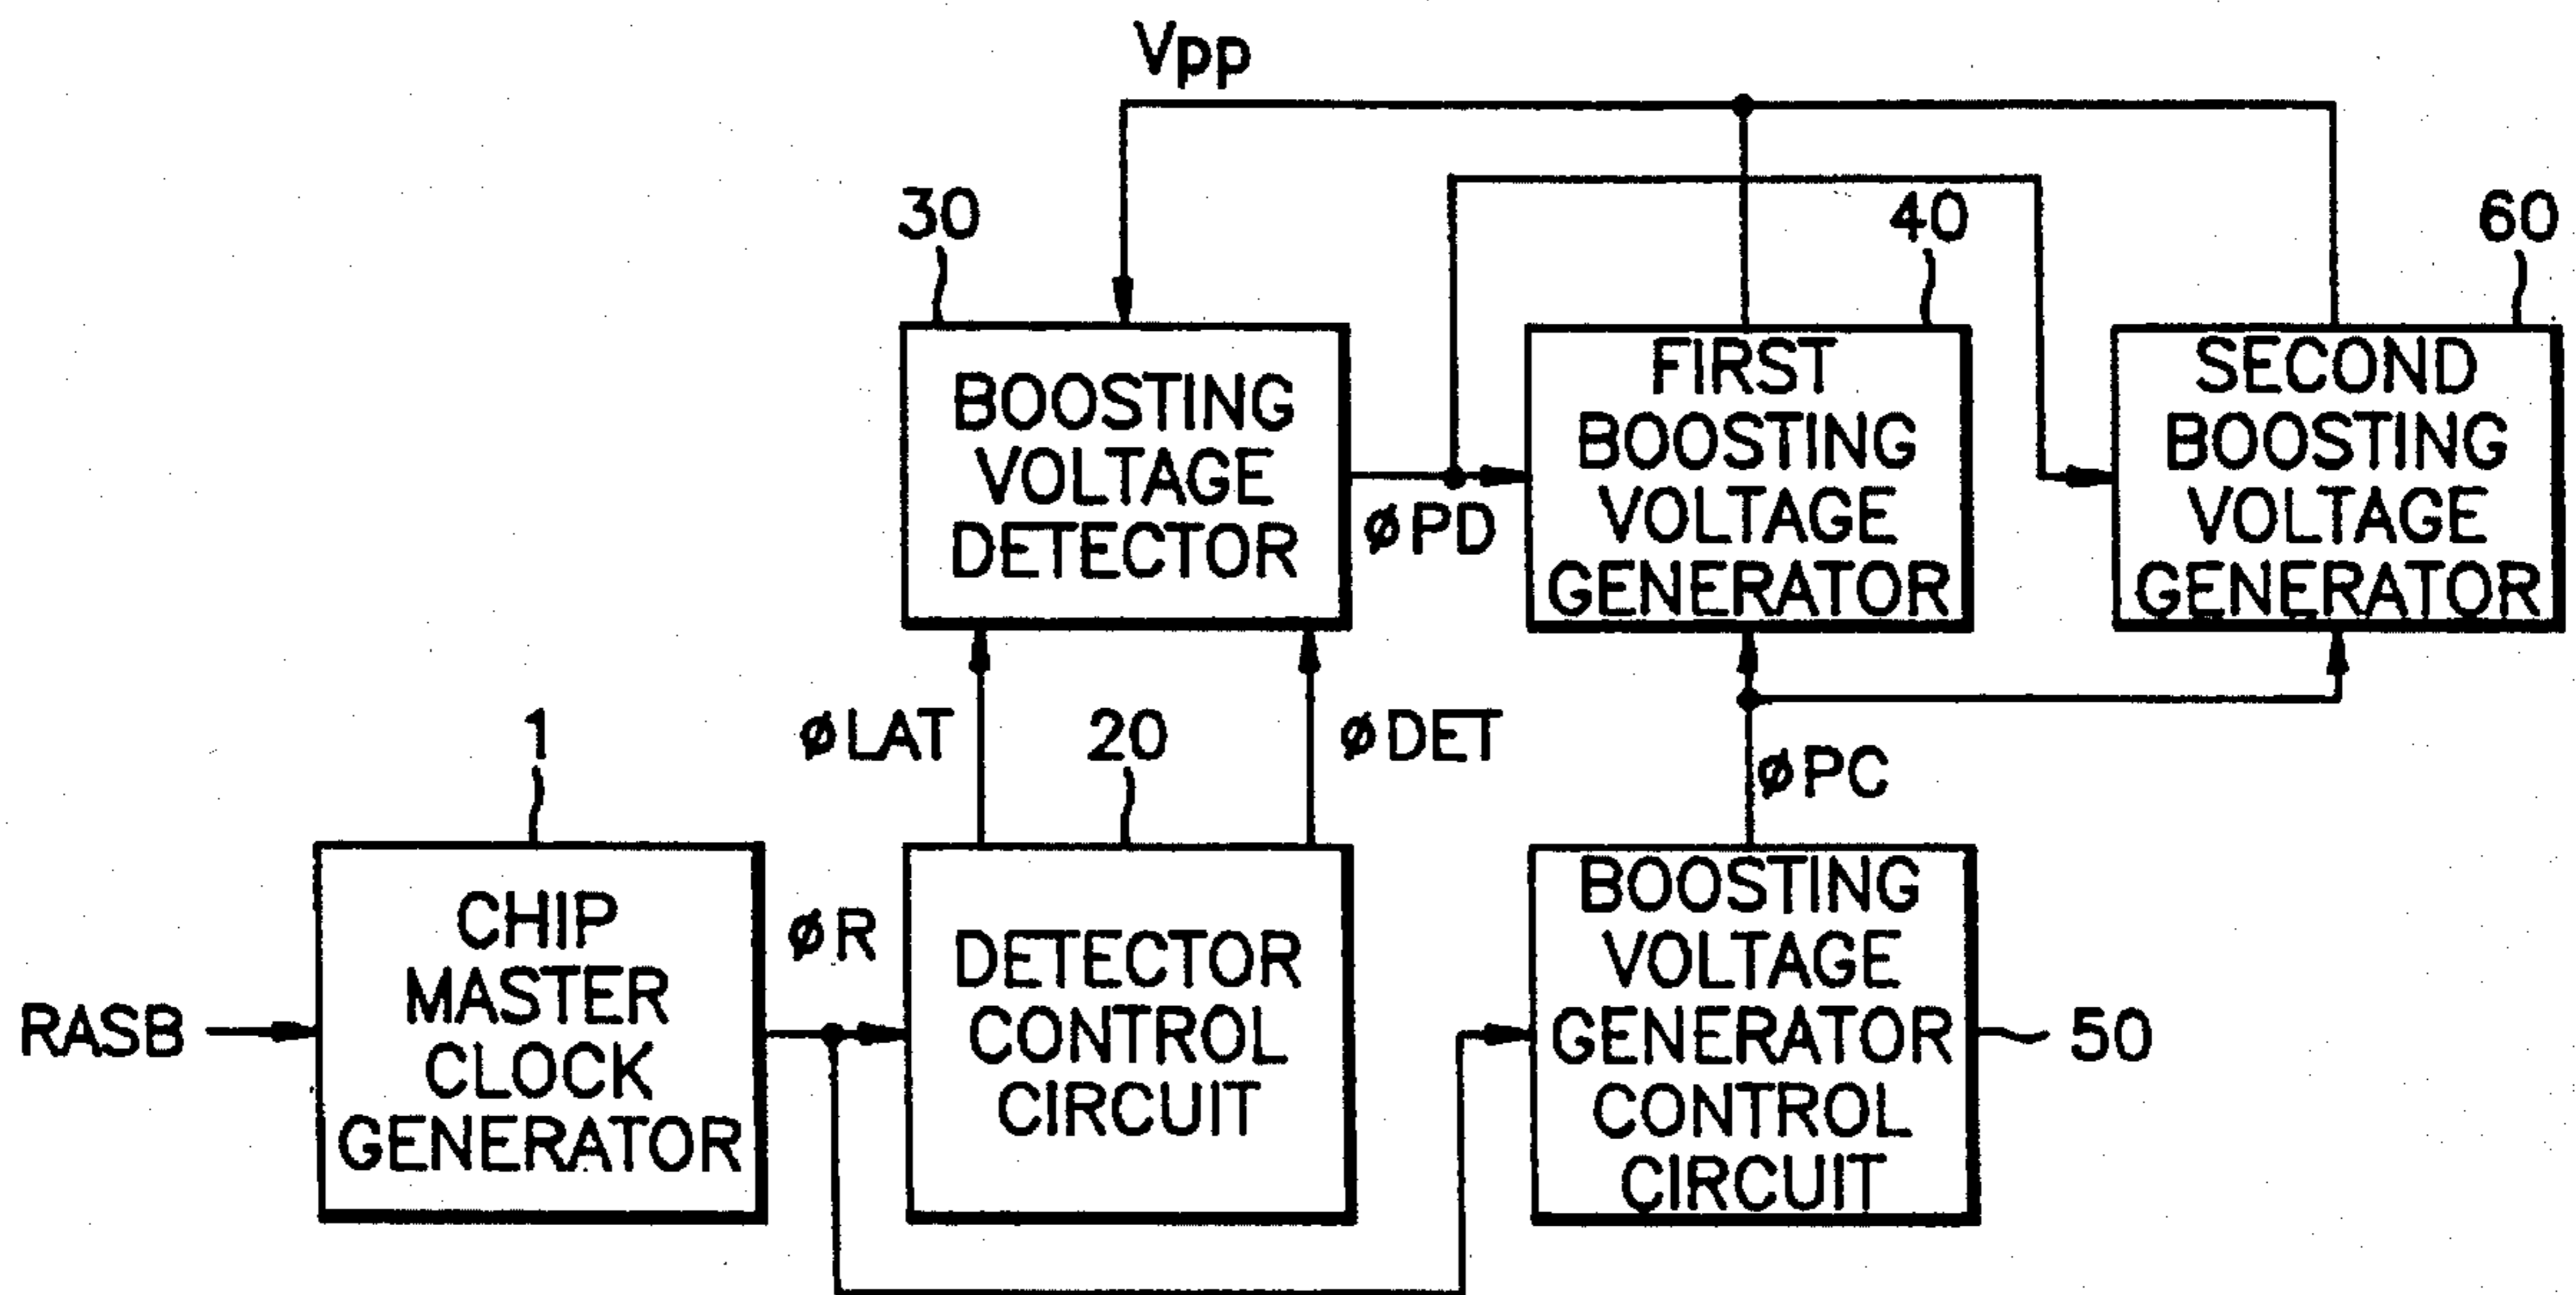 Vpp
30
40
60
BOOSTING
VOLTAGE
DETECTOR
øPD
FIRST
BOOSTING
VOLTAGE
GENERATOR
SECOND
BOOSTING
VOLTAGE
GENERATOR
øLAT
20
øDET
øPC
1
RASB
CHIP
MASTER
CLOCK
GENERATOR
øR
DETECTOR
CONTROL
CIRCUIT
BOOSTING
VOLTAGE
GENERATOR
CONTROL
CIRCUIT
50